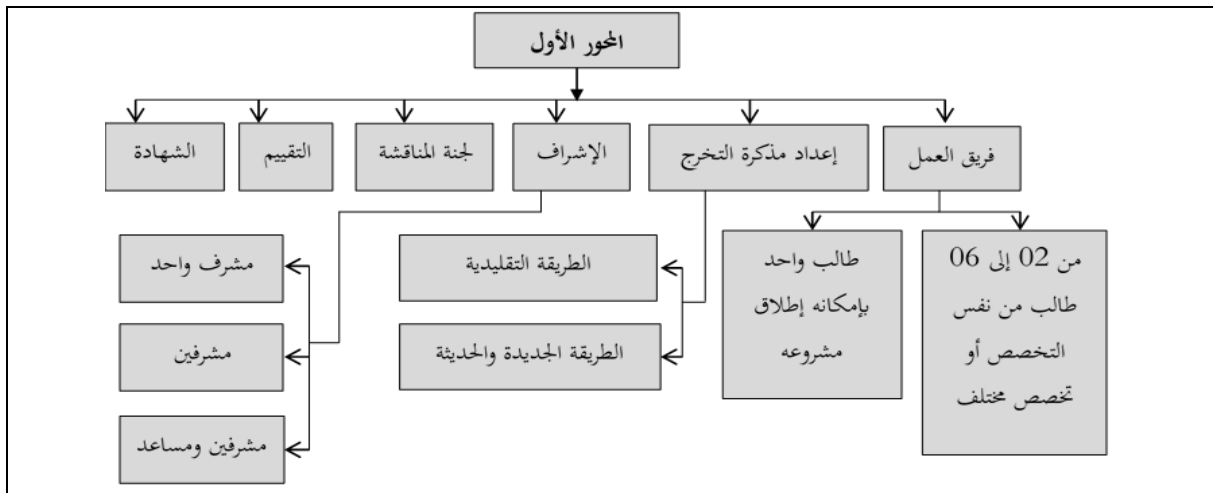 المحور الأول
فريق العمل
إعداد مذكرة التخرج
الإشراف
لجنة المناقشة
التقييم
الشهادة
من 02 إلى 06
طالب من نفس
التخصص أو
تخصص مختلف
طالب واحد
بإمكانه إطلاق
مشروعه
الطريقة التقليدية
الطريقة الجديدة والحديثة
مشرف واحد
مشرفين
مشرفين ومساعد